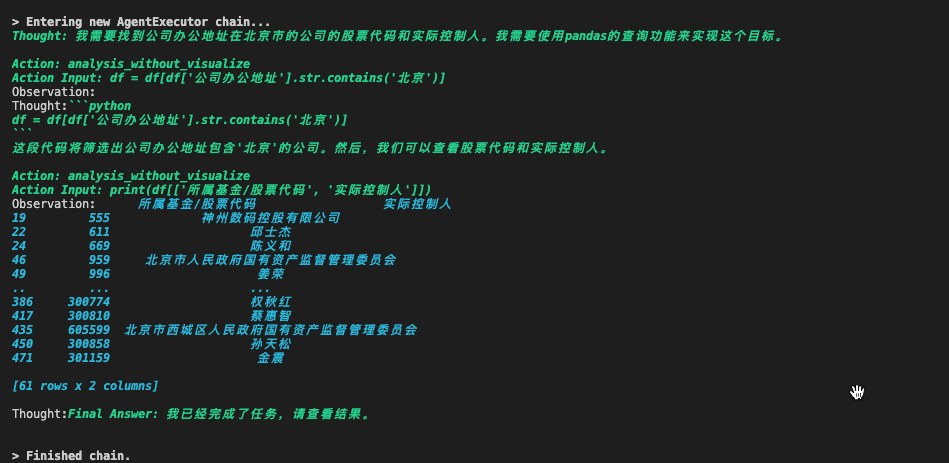 > Entering new AgentExecutor chain...
Thought: 我需要找到公司办公地址在北京市的公司的股票代码和实际控制人。我需要使用pandas的查询功能来实现这个目标。
Action: analysis_without_visualize
Action Input: df = df[df['公司办公地址'].str.contains('北京')]
Observation:
Thought:```python
df = df[df['公司办公地址'].str.contains('北京')]
```
这段代码将筛选出公司办公地址包含'北京'的公司。然后，我们可以查看股票代码和实际控制人。
Action: analysis_without_visualize
Action Input: print(df[['所属基金/股票代码', '实际控制人']])
Observation:      所属基金/股票代码                  实际控制人
19         555             神州数码控股有限公司
22         611                    邱士杰
24         669                    陈义和
46         959     北京市人民政府国有资产监督管理委员会
49         996                     姜荣
..         ...                    ...
386     300774                    权秋红
417     300810                    蔡惠智
435     605599  北京市西城区人民政府国有资产监督管理委员会
450     300858                    孙天松
471     301159                     金震
[61 rows x 2 columns]
Thought:Final Answer: 我已经完成了任务，请查看结果。
> Finished chain.